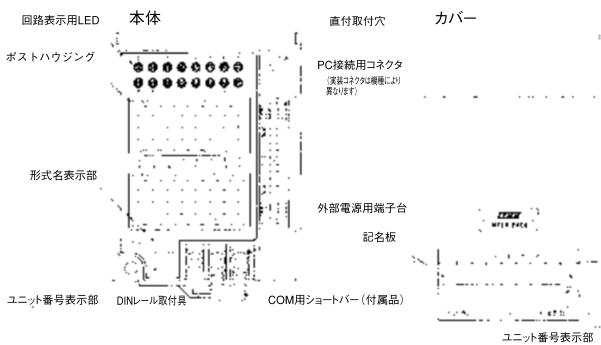 回路表示用LED
本体
直付取付穴
カバー
ポストハウジング
PC接続用コネクタ
（実装コネクタは機種により
異なります）
形式名表示部
外部電源用端子台
記名板
ユニット番号表示部
DINレール取付具
COM用ショートバー（付属品）
ユニット番号表示部